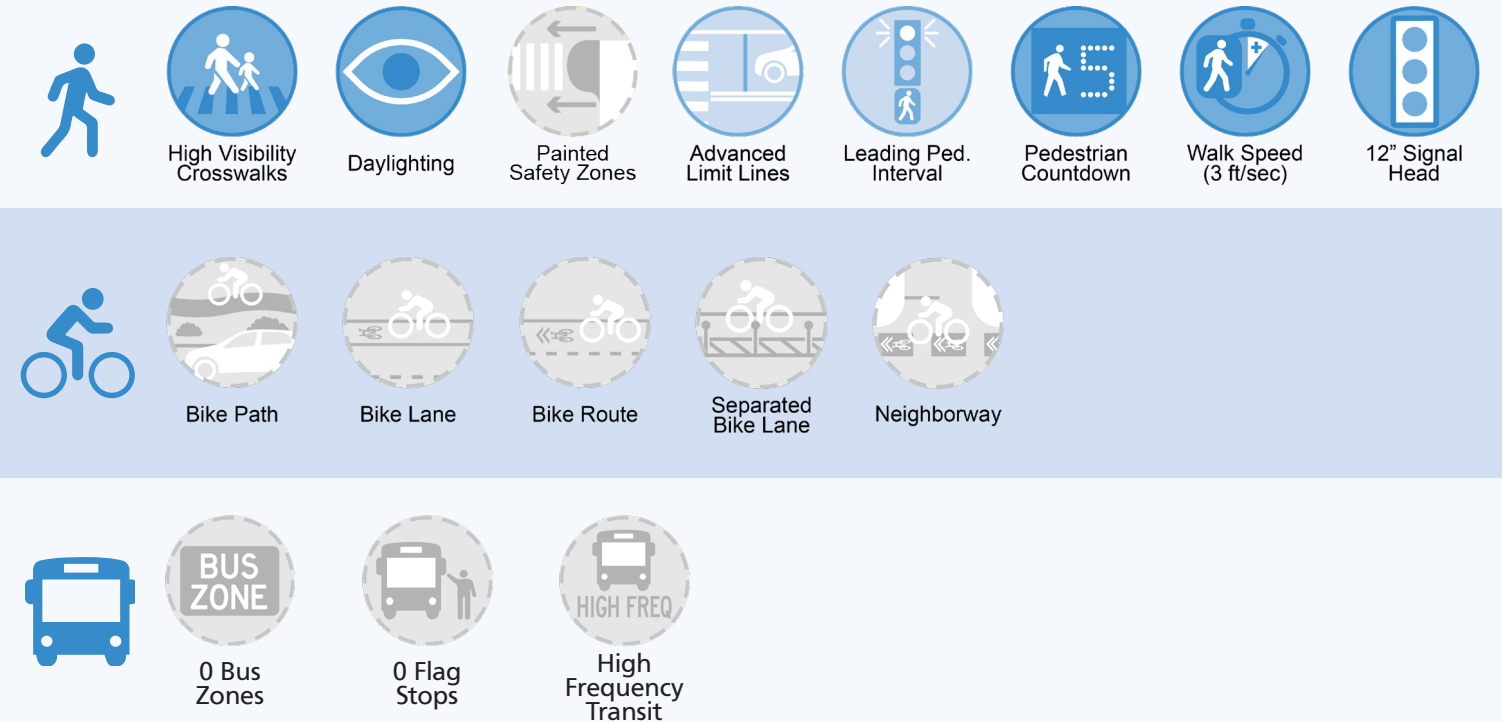 High Visibility
Crosswalks
Daylighting
Painted
Safety Zones
Advanced
Limit Lines
Leading Ped.
Interval
5
Pedestrian
Countdown
Walk Speed
(3 ft/sec)
12” Signal
Head
Bike Path
Bike Lane
Bike Route
Separated
Bike Lane
Neighborway
BUS
ZONE
0 Bus
Zones
0 Flag
Stops
HIGH FREQ
High
Frequency
Transit